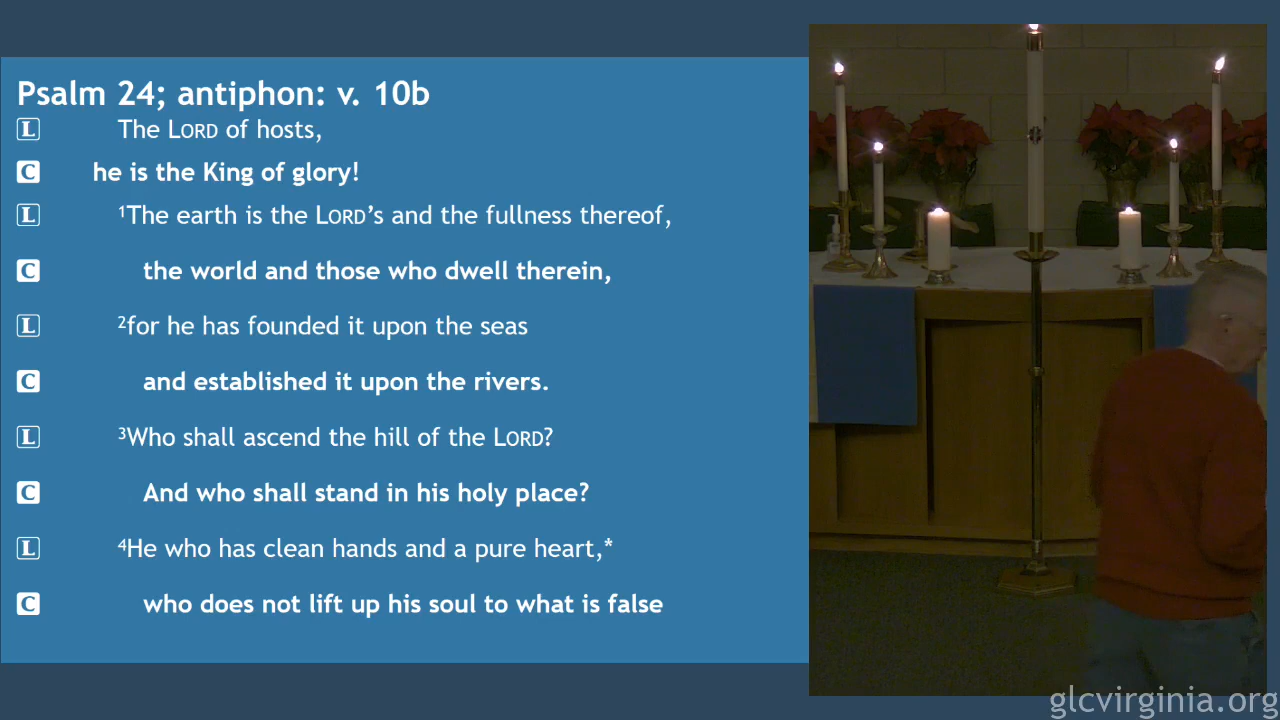 Psalm 24; antiphon: v. 10b
L The LORD of hosts,
C he is the King of glory!
L ¹The earth is the LORD’s and the fullness thereof,
C the world and those who dwell therein,
L ²for he has founded it upon the seas
C and established it upon the rivers.
L ³Who shall ascend the hill of the LORD?
C And who shall stand in his holy place?
L ⁴He who has clean hands and a pure heart,*
C who does not lift up his soul to what is false
glcvirginia.org